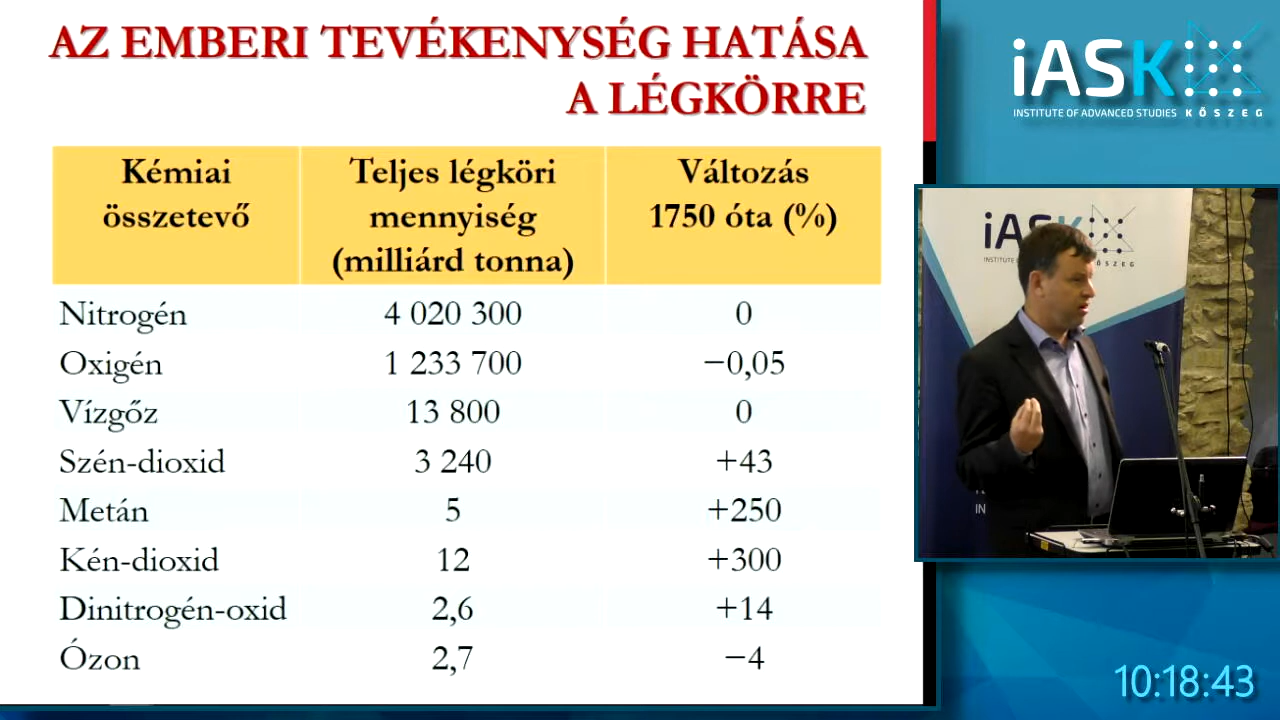 AZ EMBERI TEVÉKENYSÉG HATÁSA
A LÉGKÖRRE
Kémiai összetevő Teljes légköri mennyiség (milliárd tonna) Változás 1750 óta (%)
Nitrogén 4 020 300 0
Oxigén 1 233 700 −0,05
Vízgőz 13 800 0
Szén-dioxid 3 240 +43
Metán 5 +250
Kén-dioxid 12 +300
Dinitrogén-oxid 2,6 +14
Ózon 2,7 −4
iASK
INSTITUTE OF ADVANCED STUDIES KŐSZEG
iASK
10:18:43